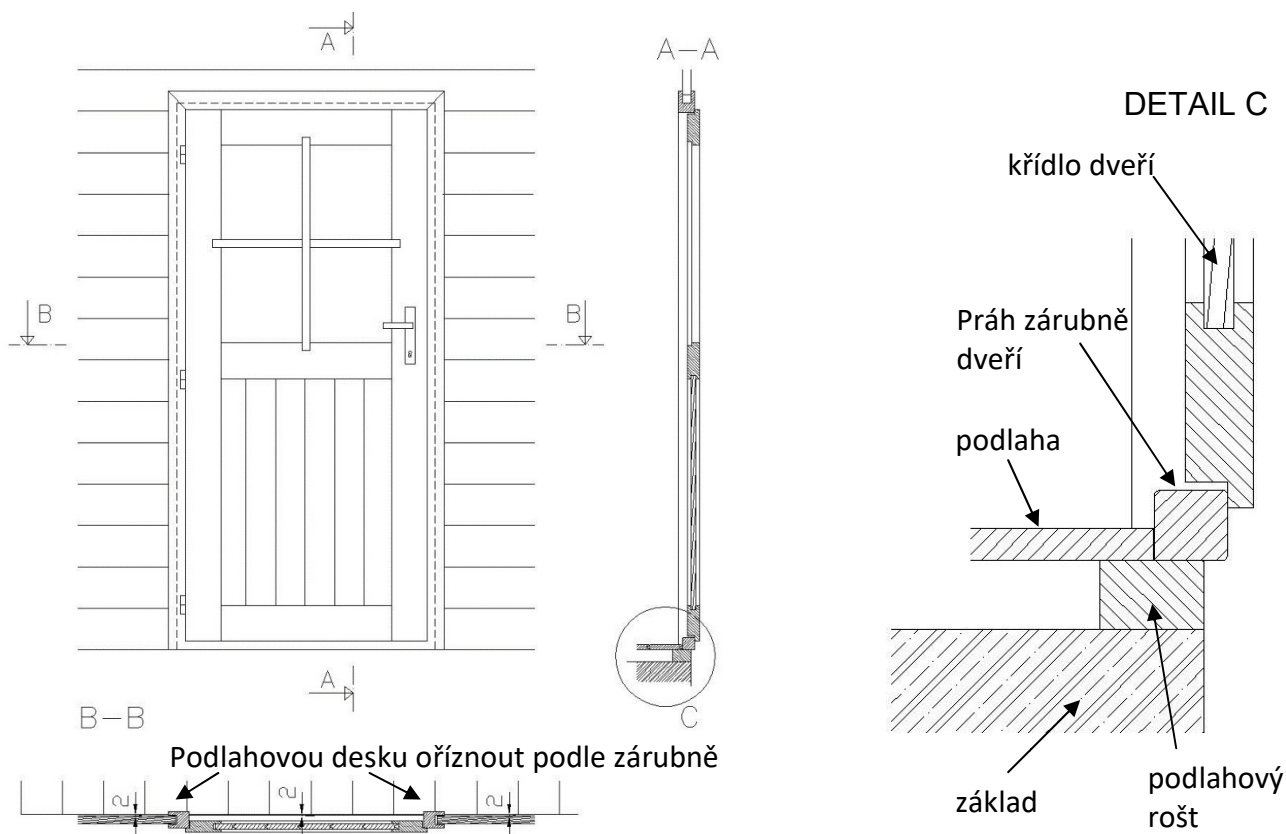 A
A-A
DETAIL C
křídlo dveří
B
B
Práh zárubně
dveří
podlaha
A
C
B-B
Podlahovou desku oříznout podle zárubně
2
2
2
základ
podlahový
rošt